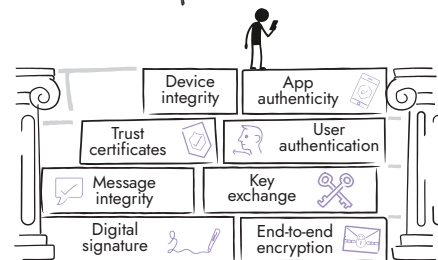 Device
integrity
App
authenticity
Trust
certificates
User
authentication
Message
integrity
Key
exchange
Digital
signature
End-to-end
encryption